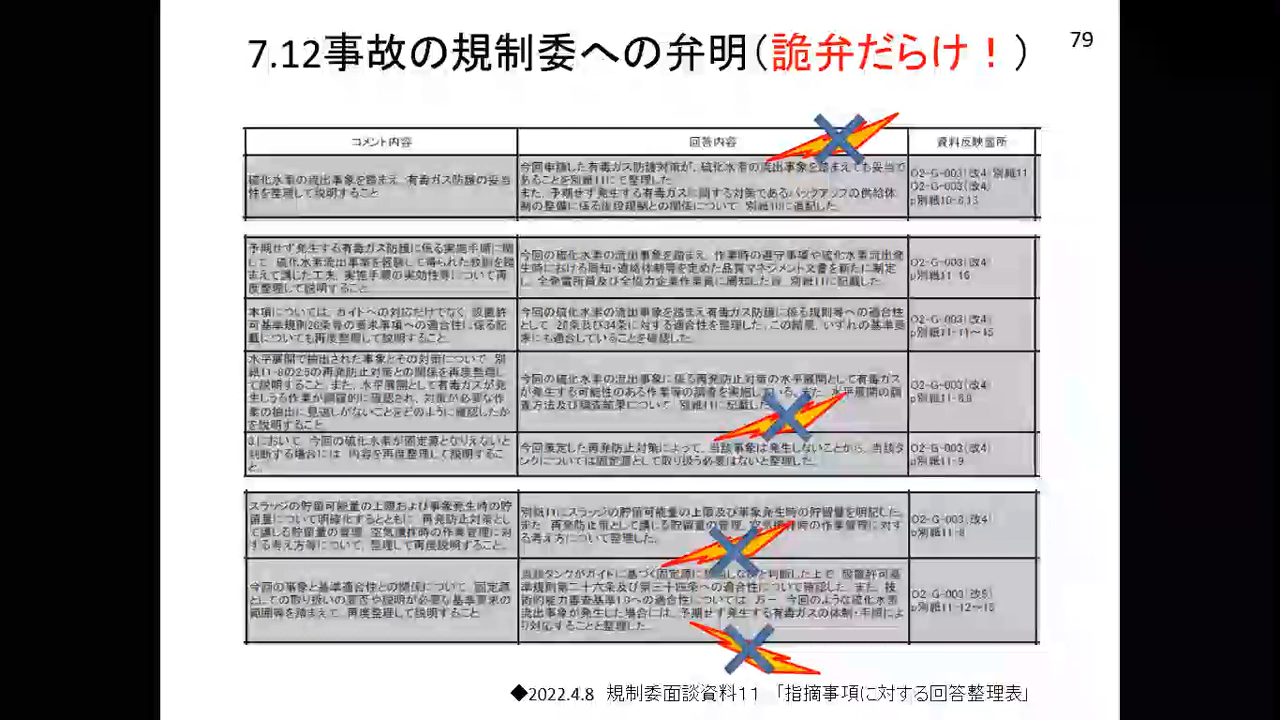 7.12事故の規制委への弁明（詭弁だらけ！）
79
コメント内容
回答内容
資料反映箇所
硫化水素の流出事象を踏まえ、有毒ガス防護の妥当
性を整理して説明すること
今回申請した有毒ガス防護対策が、硫化水素の流出事象を踏まえても妥当で
あることを別紙11にて整理した。
また、予期せず発生する有毒ガスに関する対策であるバックアップの供給体
制の整備に係る後段規制との関係について 別紙10に追記した。
O2-G-003(改4) 別紙11
O2-G-003(改4)
予期せず発生する有毒ガス防護に係る実施手順に関
して、硫化水素流出事案を経験して得られた教訓を踏
まえて講じた工夫、実施手順の実効性等について再
度整理して説明すること。
今回の硫化水素の流出事象を踏まえ、作業時の遵守事項や硫化水素流出発
生時における周知・連絡体制等を定めた品質マネジメント文書を新たに制定
し、全発電所員及び全協力企業作業員に周知した旨、別紙11に記載した。
O2-G-003(改4)
p別紙11-16
本項については、ガイドへの対応だけでなく、設置許
可基準規則26条等の要求事項への適合性に係る記
載についても再度整理して説明すること。
今回の硫化水素の流出事象を踏まえ有毒ガス防護に係る規則等への適合性
として 26条及び34条に対する適合性を整理した。この結果、いずれの基準要
求にも適合していることを確認した。
O2-G-003(改4)
p別紙11-11～15
水平展開で抽出された事象とその対策について 別
紙11-8の2.5の再発防止対策との関係を再度整理し
て説明すること。また、水平展開として有毒ガスが発
生しうる作業が網羅的に確認され、対策が必要な作
業の抽出に見逃しがないことをどのように確認したか
を説明すること。
今回の硫化水素の流出事象に係る再発防止対策の水平展開として有毒ガス
が発生する可能性のある作業等の調査を実施している。また、水平展開の調
査方法及び調査結果について 別紙11に記載した。
O2-G-003(改4)
において、今回の硫化水素が固定源となりえないと
判断する場合には 内容を再度整理して説明するこ
と。
今回策定した再発防止対策によって、当該事象は発生しないことから、当該タ
ンクについては固定源として取り扱う必要はないと整理した。
O2-G-003(改4)
p別紙11-9
スラッジの貯留可能量の上限および事象発生時の貯
留量について明確化するとともに 再発防止対策とし
て講じる貯留量の管理、空気攪拌時の作業管理に対
する考え方等について、整理して再度説明すること。
別紙11にスラッジの貯留可能量の上限及び事象発生時の貯留量を明記した。
また 再発防止策として講じる貯留量の管理、空気攪拌時の作業管理に対す
る考え方について整理した。
O2-G-003(改4)
p別紙11-8
今回の事象と基準適合性との関係について、固定源
としての取り扱いの要否や説明が必要な基準要求の
範囲等を踏まえて、再度整理して説明すること。
当該タンクがガイドに基づく固定源に該当しないと判断した上で 設置許可基
準規則第二十六条及び第三十四条への適合性について確認した。また、技
術的能力審査基準1.0への適合性については、万一 今回のような硫化水素
流出事象が発生した場合には、予期せず発生する有毒ガスの体制・手順によ
り対応することと整理した。
O2-G-003(改5)
p別紙11-12～15
◆2022.4.8 規制委面談資料１１ 「指摘事項に対する回答整理表」